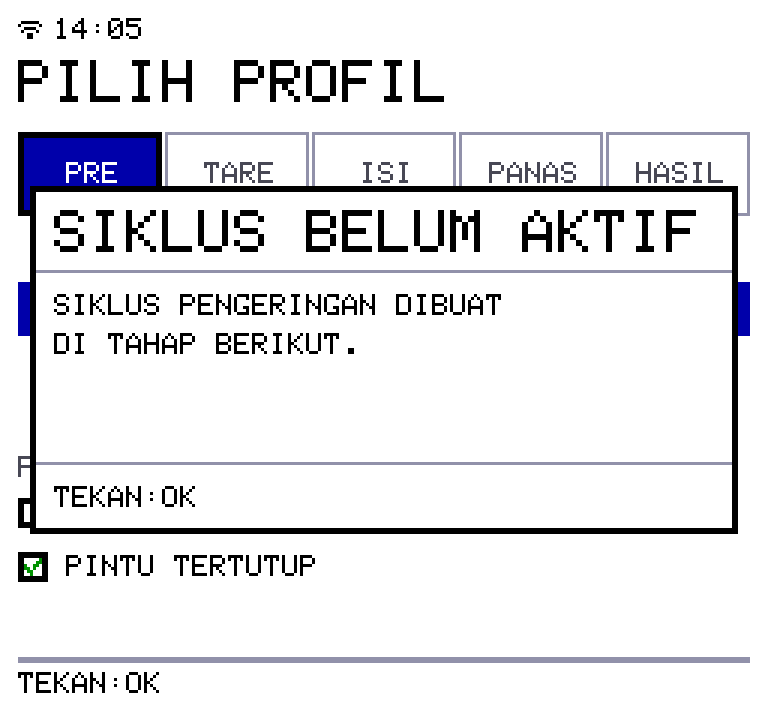 14:05
PILIH PROFIL
PRE TARE ISI PANAS HASIL
SIKLUS BELUM AKTIF
SIKLUS PENGERINGAN DIBUAT
DI TAHAP BERIKUT.
TEKAN:OK
PINTU TERTUTUP
TEKAN:OK